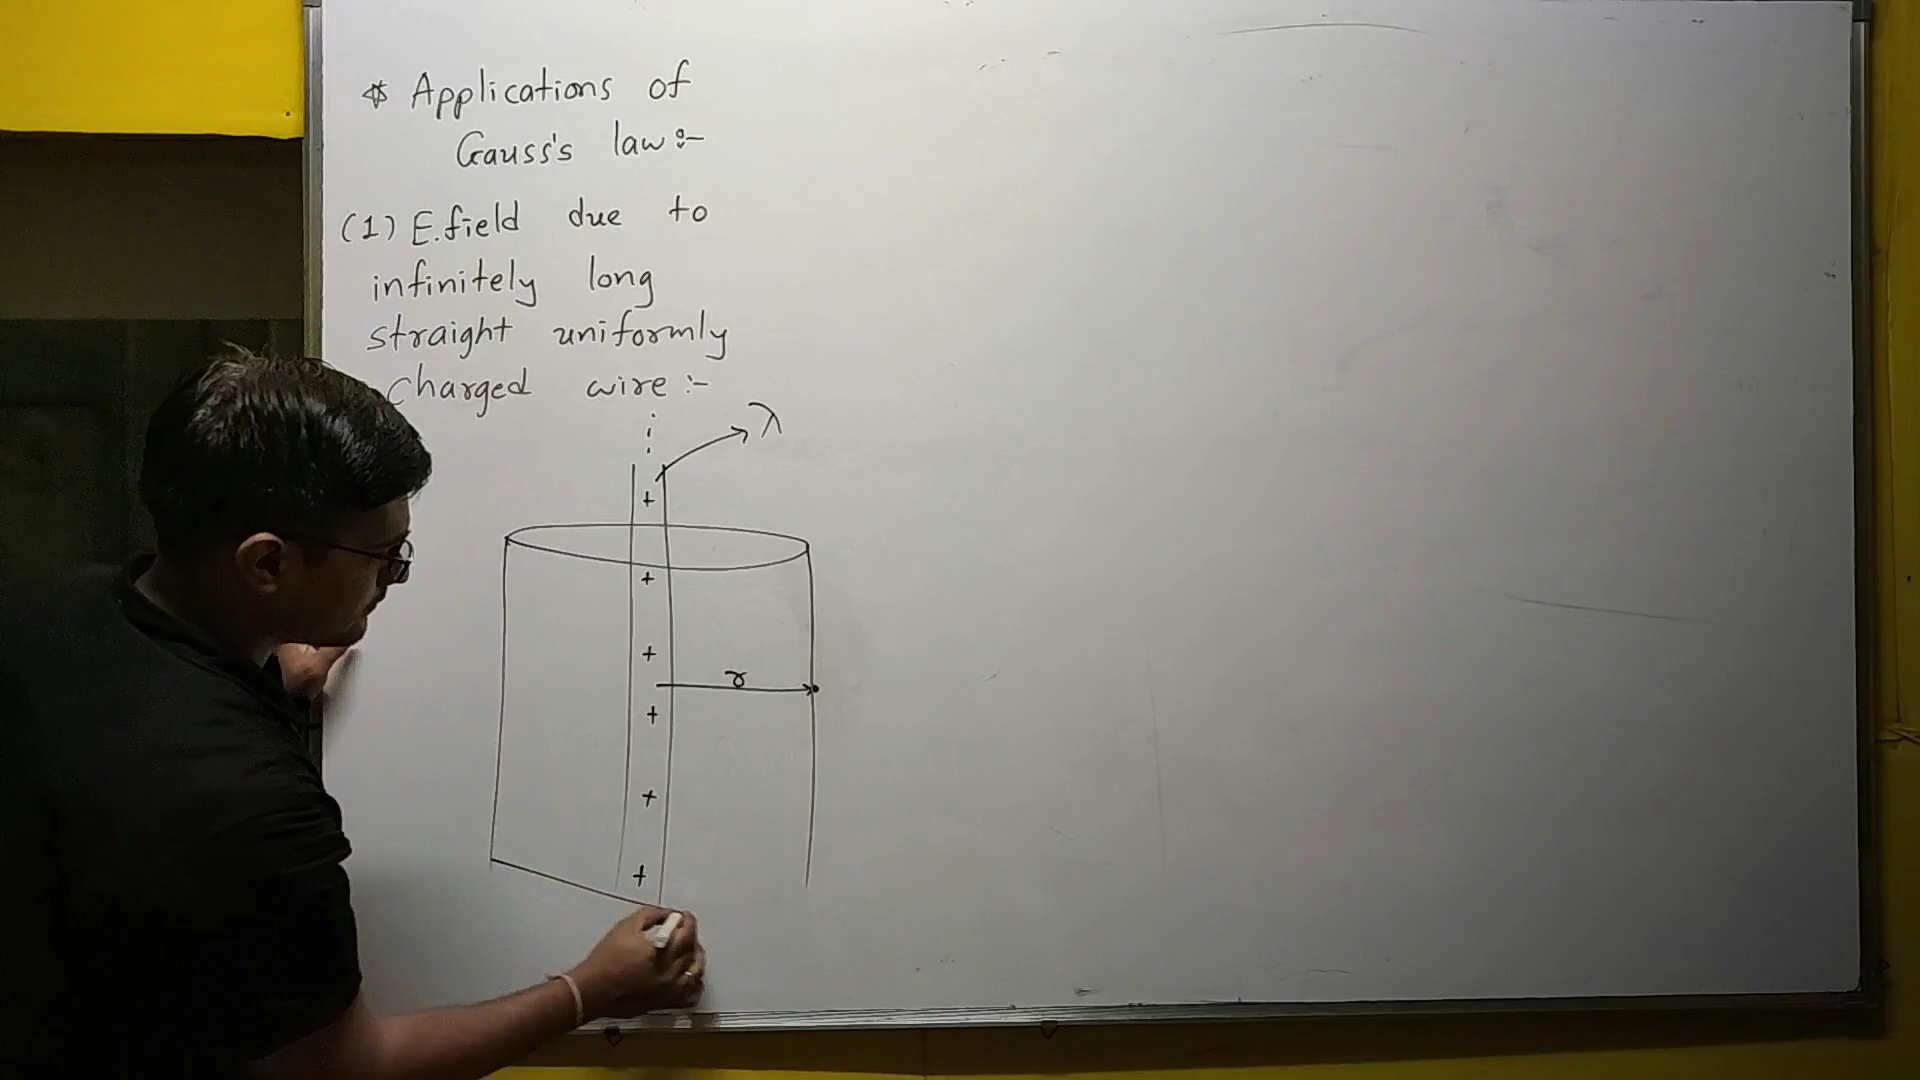 * Applications of
Gauss's law:-
(1) E.field due to
infinitely long
straight uniformly
charged wire :-
λ
+
+
+
r
+
+
+